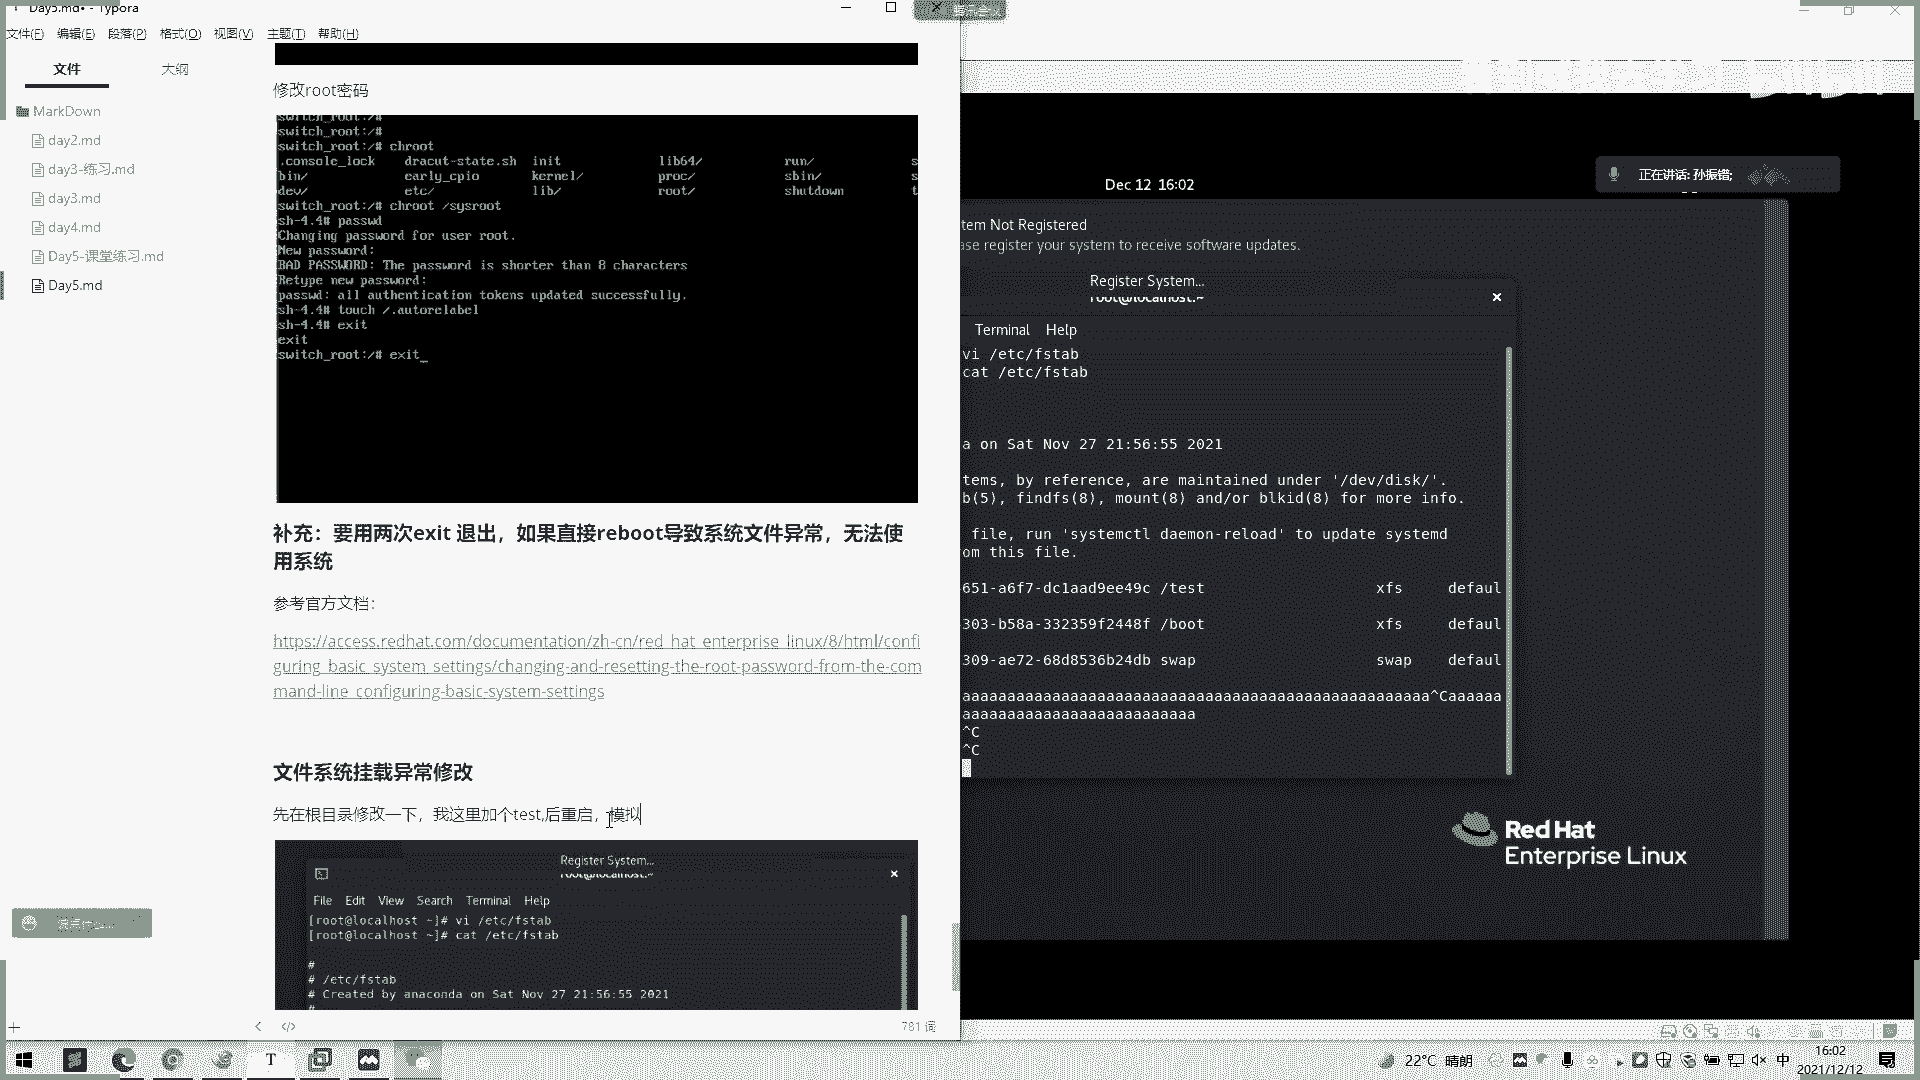 Day5.md• - Typora
文件(F) 编辑(E) 段落(P) 格式(O) 视图(V) 主题(T) 帮助(H)
文件 大纲
MarkDown
day2.md
day3-练习.md
day3.md
day4.md
Day5-课堂练习.md
Day5.md
修改root密码
switch_root:/#
switch_root:/#
switch_root:/# chroot
.console_lock dracut-state.sh init lib64/ run/ s
bin/ early_cpio kernel/ proc/ sbin/ s
dev/ etc/ lib/ root/ shutdown t
switch_root:/# chroot /sysroot
sh-4.4# passwd
Changing password for user root.
New password:
BAD PASSWORD: The password is shorter than 8 characters
Retype new password:
passwd: all authentication tokens updated successfully.
sh-4.4# touch /.autorelabel
sh-4.4# exit
exit
switch_root:/# exit_
补充：要用两次exit 退出，如果直接reboot导致系统文件异常，无法使
用系统
参考官方文档：
https://access.redhat.com/documentation/zh-cn/red_hat_enterprise_linux/8/html/confi
guring_basic_system_settings/changing-and-resetting-the-root-password-from-the-com
mand-line_configuring-basic-system-settings
文件系统挂载异常修改
先在根目录修改一下，我这里加个test,后重启，模拟
Register System...
root@localhost:~
File Edit View Search Terminal Help
[root@localhost ~]# vi /etc/fstab
[root@localhost ~]# cat /etc/fstab
#
# /etc/fstab
# Created by anaconda on Sat Nov 27 21:56:55 2021
#
781 词
Dec 12 16:02
正在讲话: 孙振锴;
tem Not Registered
ase register your system to receive software updates.
Register System...
root@localhost:~
Terminal Help
vi /etc/fstab
cat /etc/fstab
a on Sat Nov 27 21:56:55 2021
tems, by reference, are maintained under '/dev/disk/'.
b(5), findfs(8), mount(8) and/or blkid(8) for more info.
file, run 'systemctl daemon-reload' to update systemd
om this file.
651-a6f7-dc1aad9ee49c /test xfs defaul
303-b58a-332359f2448f /boot xfs defaul
309-ae72-68d8536b24db swap swap defaul
aaaaaaaaaaaaaaaaaaaaaaaaaaaaaaaaaaaaaaaaaaaaaaaaaaaa^Caaaaaa
aaaaaaaaaaaaaaaaaaaaaaaaaa
^C
^C
Red Hat
Enterprise Linux
22°C 晴朗
中
16:02
2021/12/12